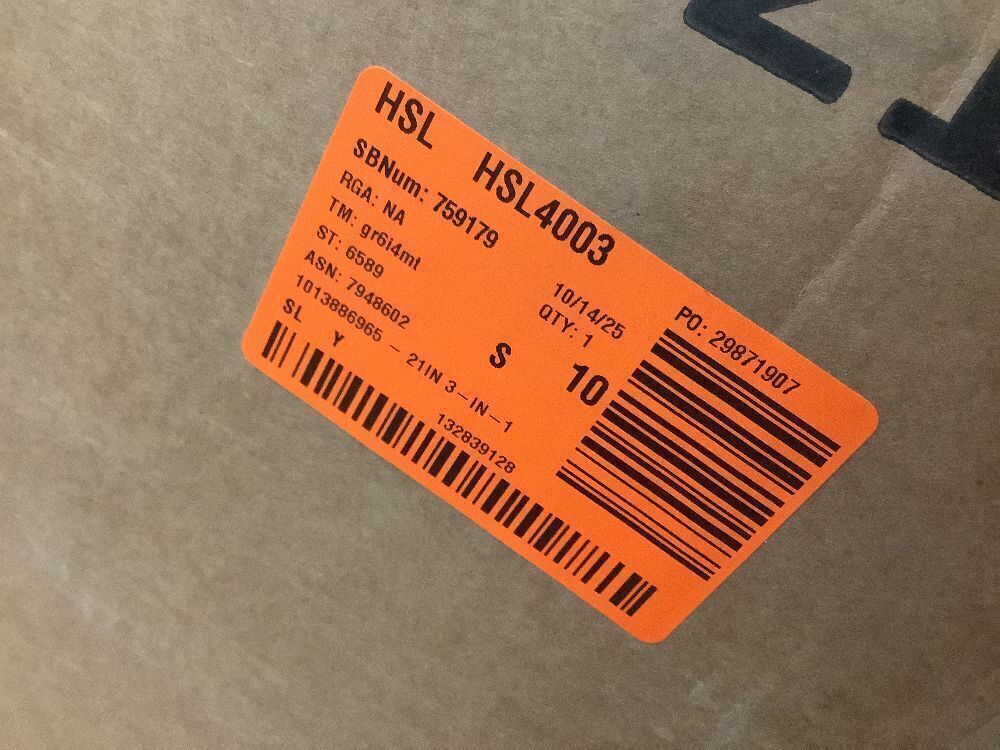 HSL HSL4003
SBNum: 759179
RGA: NA
TM: gr6i4mt
ST: 6589
ASN: 7948602
10/14/25
QTY: 1
PO: 29871907
1013886965 - 21IN 3-IN-1
SL Y S 10
132839128